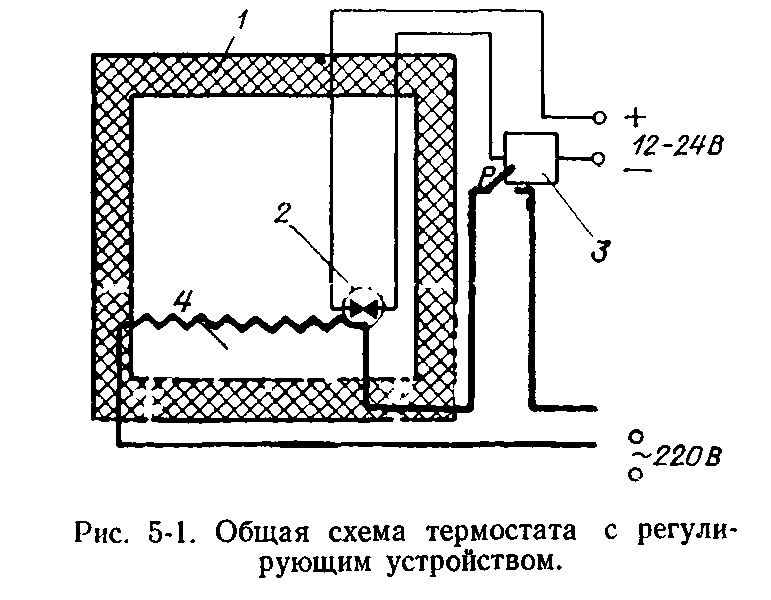 1
+
12-24В
—
Р
3
2
4
~220В
Рис. 5-1. Общая схема термостата с регули-
рующим устройством.